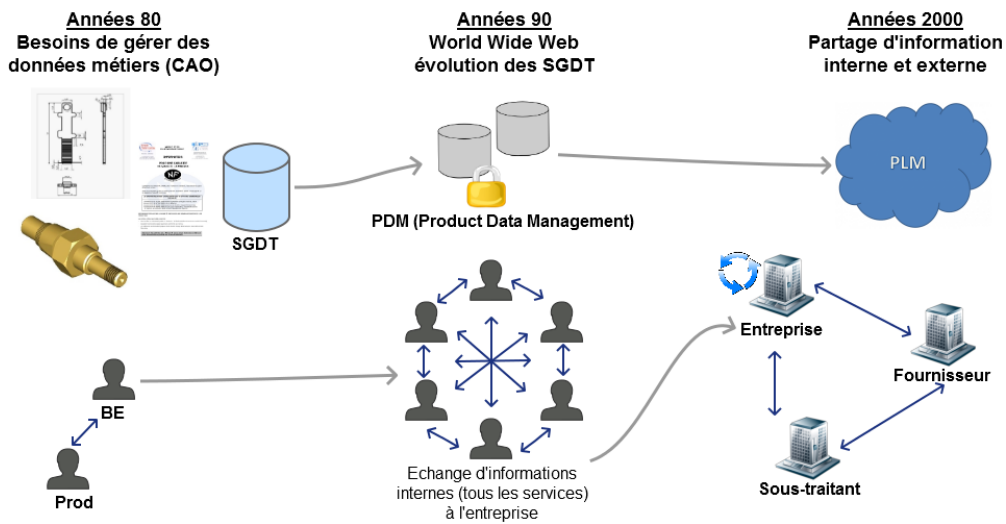 Années 80
Besoins de gérer des
données métiers (CAO)
Années 90
World Wide Web
évolution des SGDT
Années 2000
Partage d'information
interne et externe
NF
SGDT
PDM (Product Data Management)
PLM
BE
Prod
Echange d'informations
internes (tous les services)
à l'entreprise
Entreprise
Fournisseur
Sous-traitant